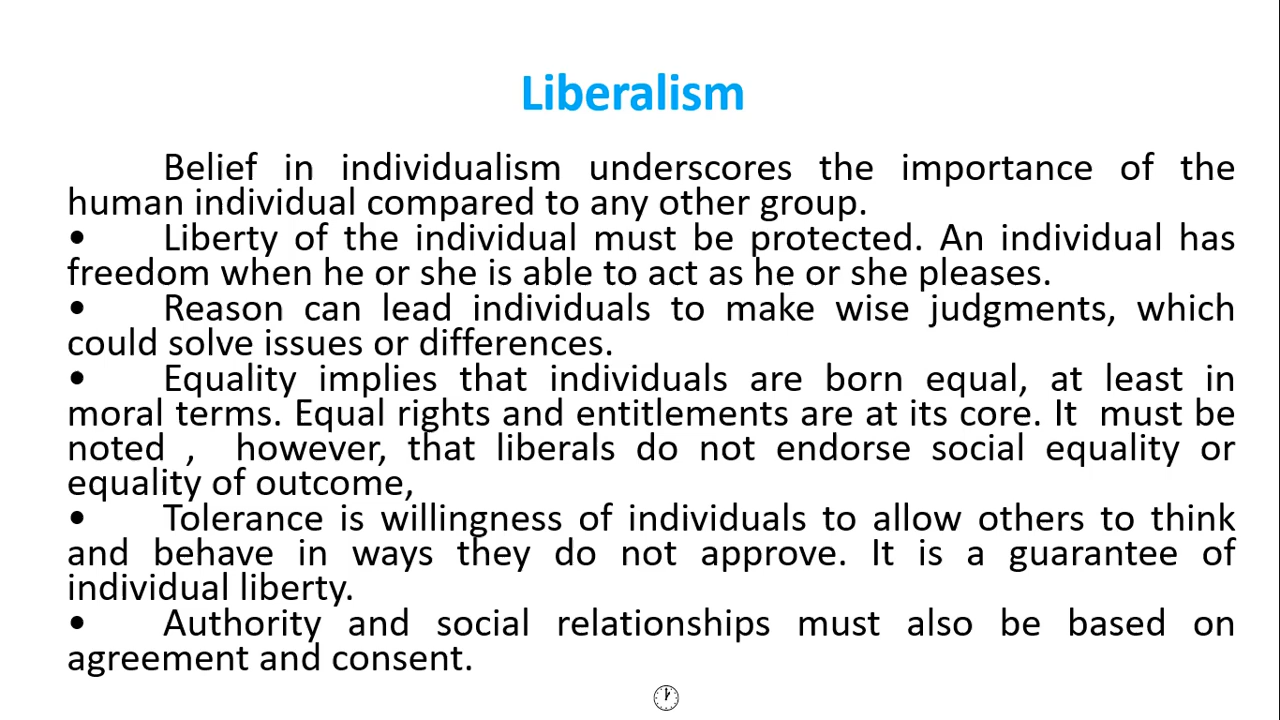 Liberalism
Belief in individualism underscores the importance of the
human individual compared to any other group.
• Liberty of the individual must be protected. An individual has
freedom when he or she is able to act as he or she pleases.
• Reason can lead individuals to make wise judgments, which
could solve issues or differences.
• Equality implies that individuals are born equal, at least in
moral terms. Equal rights and entitlements are at its core. It must be
noted , however, that liberals do not endorse social equality or
equality of outcome,
• Tolerance is willingness of individuals to allow others to think
and behave in ways they do not approve. It is a guarantee of
individual liberty.
• Authority and social relationships must also be based on
agreement and consent.